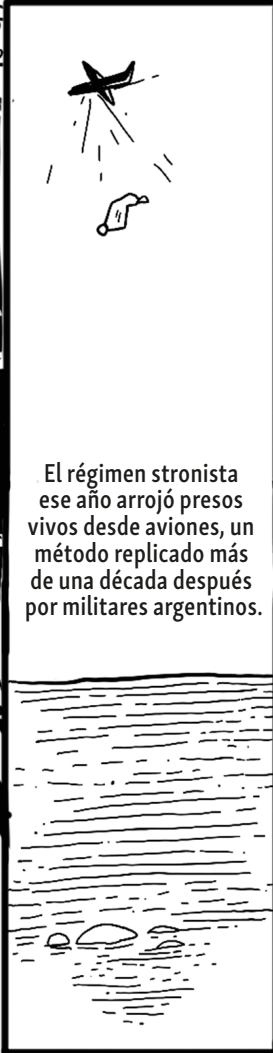 El régimen stronista
ese año arrojó presos
vivos desde aviones, un
método replicado más
de una década después
por militares argentinos.